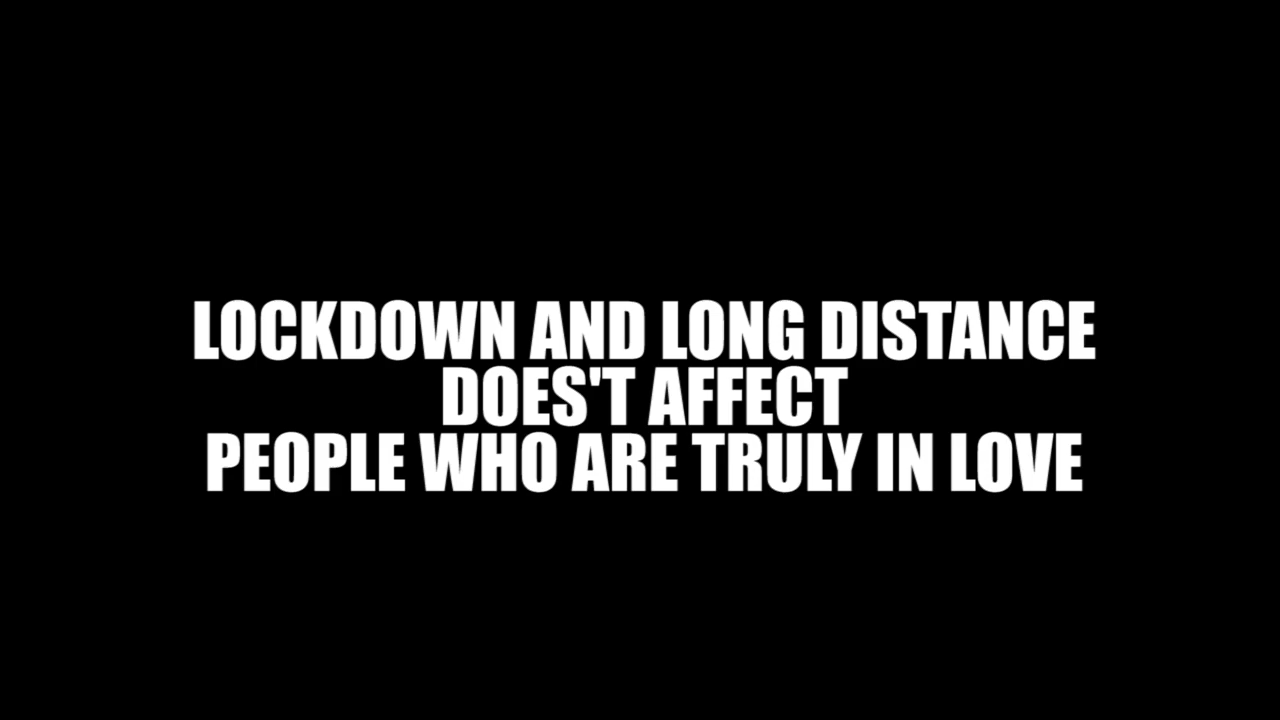 LOCKDOWN AND LONG DISTANCE
DOES'T AFFECT
PEOPLE WHO ARE TRULY IN LOVE